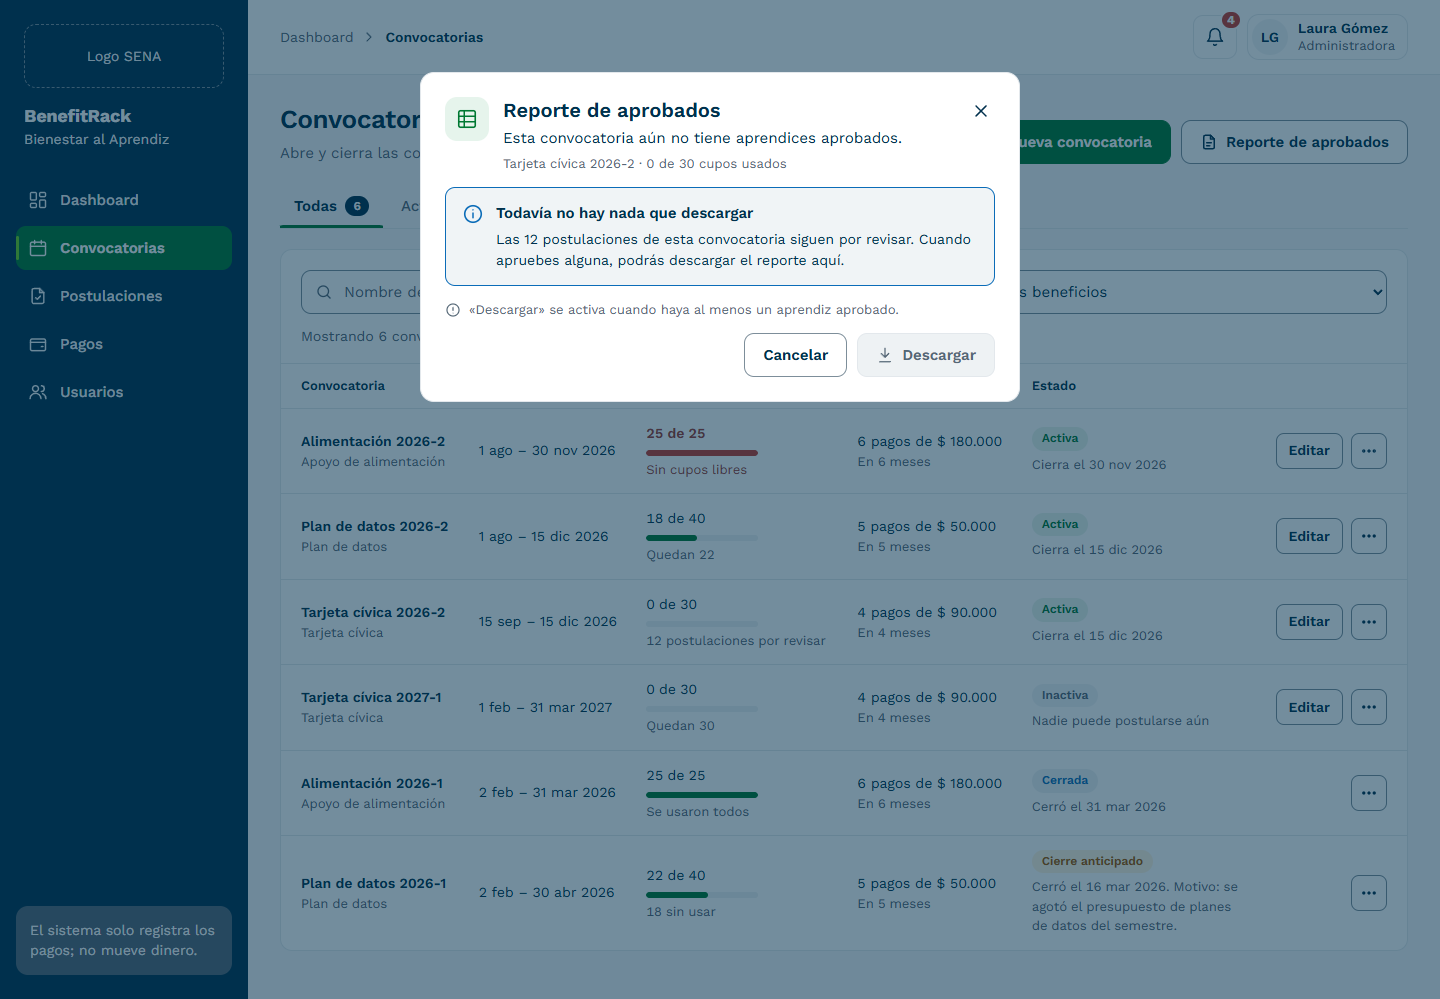 Logo SENA
BenefitRack
Bienestar al Aprendiz
Dashboard
Convocatorias
Postulaciones
Pagos
Usuarios
El sistema solo registra los
pagos; no mueve dinero.
Dashboard > Convocatorias
4
LG
Laura Gómez
Administradora
Convocator
Abre y cierra las co
ueva convocatoria
Reporte de aprobados
Todas 6
Ac
Reporte de aprobados
Esta convocatoria aún no tiene aprendices aprobados.
Tarjeta cívica 2026-2 · 0 de 30 cupos usados
Todavía no hay nada que descargar
Las 12 postulaciones de esta convocatoria siguen por revisar. Cuando
apruebes alguna, podrás descargar el reporte aquí.
«Descargar» se activa cuando haya al menos un aprendiz aprobado.
Cancelar
Descargar
Nombre de
s beneficios
Mostrando 6 conv
Convocatoria
Estado
Alimentación 2026-2
Apoyo de alimentación
1 ago – 30 nov 2026
25 de 25
Sin cupos libres
6 pagos de $ 180.000
En 6 meses
Activa
Cierra el 30 nov 2026
Editar
Plan de datos 2026-2
Plan de datos
1 ago – 15 dic 2026
18 de 40
Quedan 22
5 pagos de $ 50.000
En 5 meses
Activa
Cierra el 15 dic 2026
Editar
Tarjeta cívica 2026-2
Tarjeta cívica
15 sep – 15 dic 2026
0 de 30
12 postulaciones por revisar
4 pagos de $ 90.000
En 4 meses
Activa
Cierra el 15 dic 2026
Editar
Tarjeta cívica 2027-1
Tarjeta cívica
1 feb – 31 mar 2027
0 de 30
Quedan 30
4 pagos de $ 90.000
En 4 meses
Inactiva
Nadie puede postularse aún
Editar
Alimentación 2026-1
Apoyo de alimentación
2 feb – 31 mar 2026
25 de 25
Se usaron todos
6 pagos de $ 180.000
En 6 meses
Cerrada
Cerró el 31 mar 2026
Plan de datos 2026-1
Plan de datos
2 feb – 30 abr 2026
22 de 40
18 sin usar
5 pagos de $ 50.000
En 5 meses
Cierre anticipado
Cerró el 16 mar 2026. Motivo: se
agotó el presupuesto de planes
de datos del semestre.